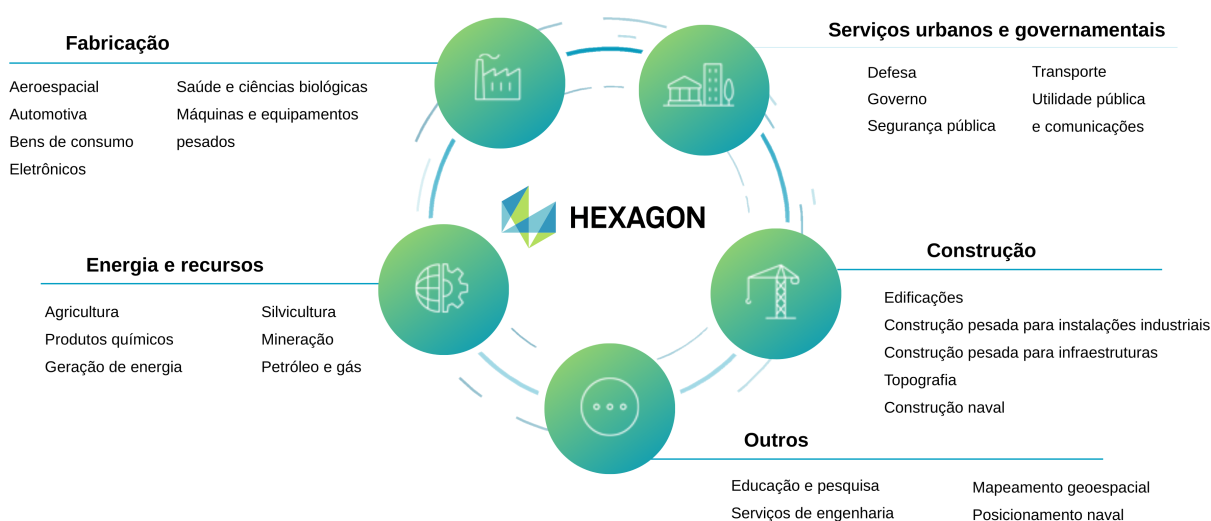 Fabricação
Aeroespacial
Automotiva
Bens de consumo
Eletrônicos
Saúde e ciências biológicas
Máquinas e equipamentos
pesados
Serviços urbanos e governamentais
Defesa
Governo
Segurança pública
Transporte
Utilidade pública
e comunicações
HEXAGON
Energia e recursos
Agricultura
Produtos químicos
Geração de energia
Silvicultura
Mineração
Petróleo e gás
Construção
Edificações
Construção pesada para instalações industriais
Construção pesada para infraestruturas
Topografia
Construção naval
Outros
Educação e pesquisa
Serviços de engenharia
Mapeamento geoespacial
Posicionamento naval